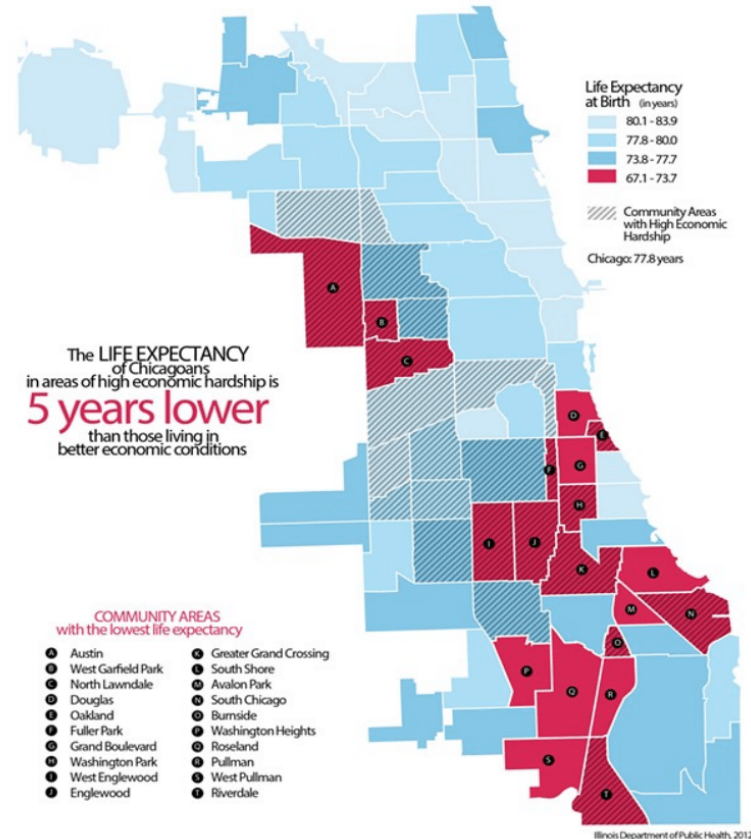 Life Expectancy
at Birth (in years)
80.1 - 83.9
77.8 - 80.0
73.8 - 77.7
67.1 - 73.7
Community Areas
with High Economic
Hardship
Chicago: 77.8 years
A
B
C
The LIFE EXPECTANCY
of Chicagoans
in areas of high economic hardship is
5 years lower
than those living in
better economic conditions
D
E
F
G
H
I
J
K
L
M
N
O
P
Q
R
S
T
COMMUNITY AREAS
with the lowest life expectancy
A Austin
B West Garfield Park
C North Lawndale
D Douglas
E Oakland
F Fuller Park
G Grand Boulevard
H Washington Park
I West Englewood
J Englewood
K Greater Grand Crossing
L South Shore
M Avalon Park
N South Chicago
O Burnside
P Washington Heights
Q Roseland
R Pullman
S West Pullman
T Riverdale
Illinois Department of Public Health, 2012